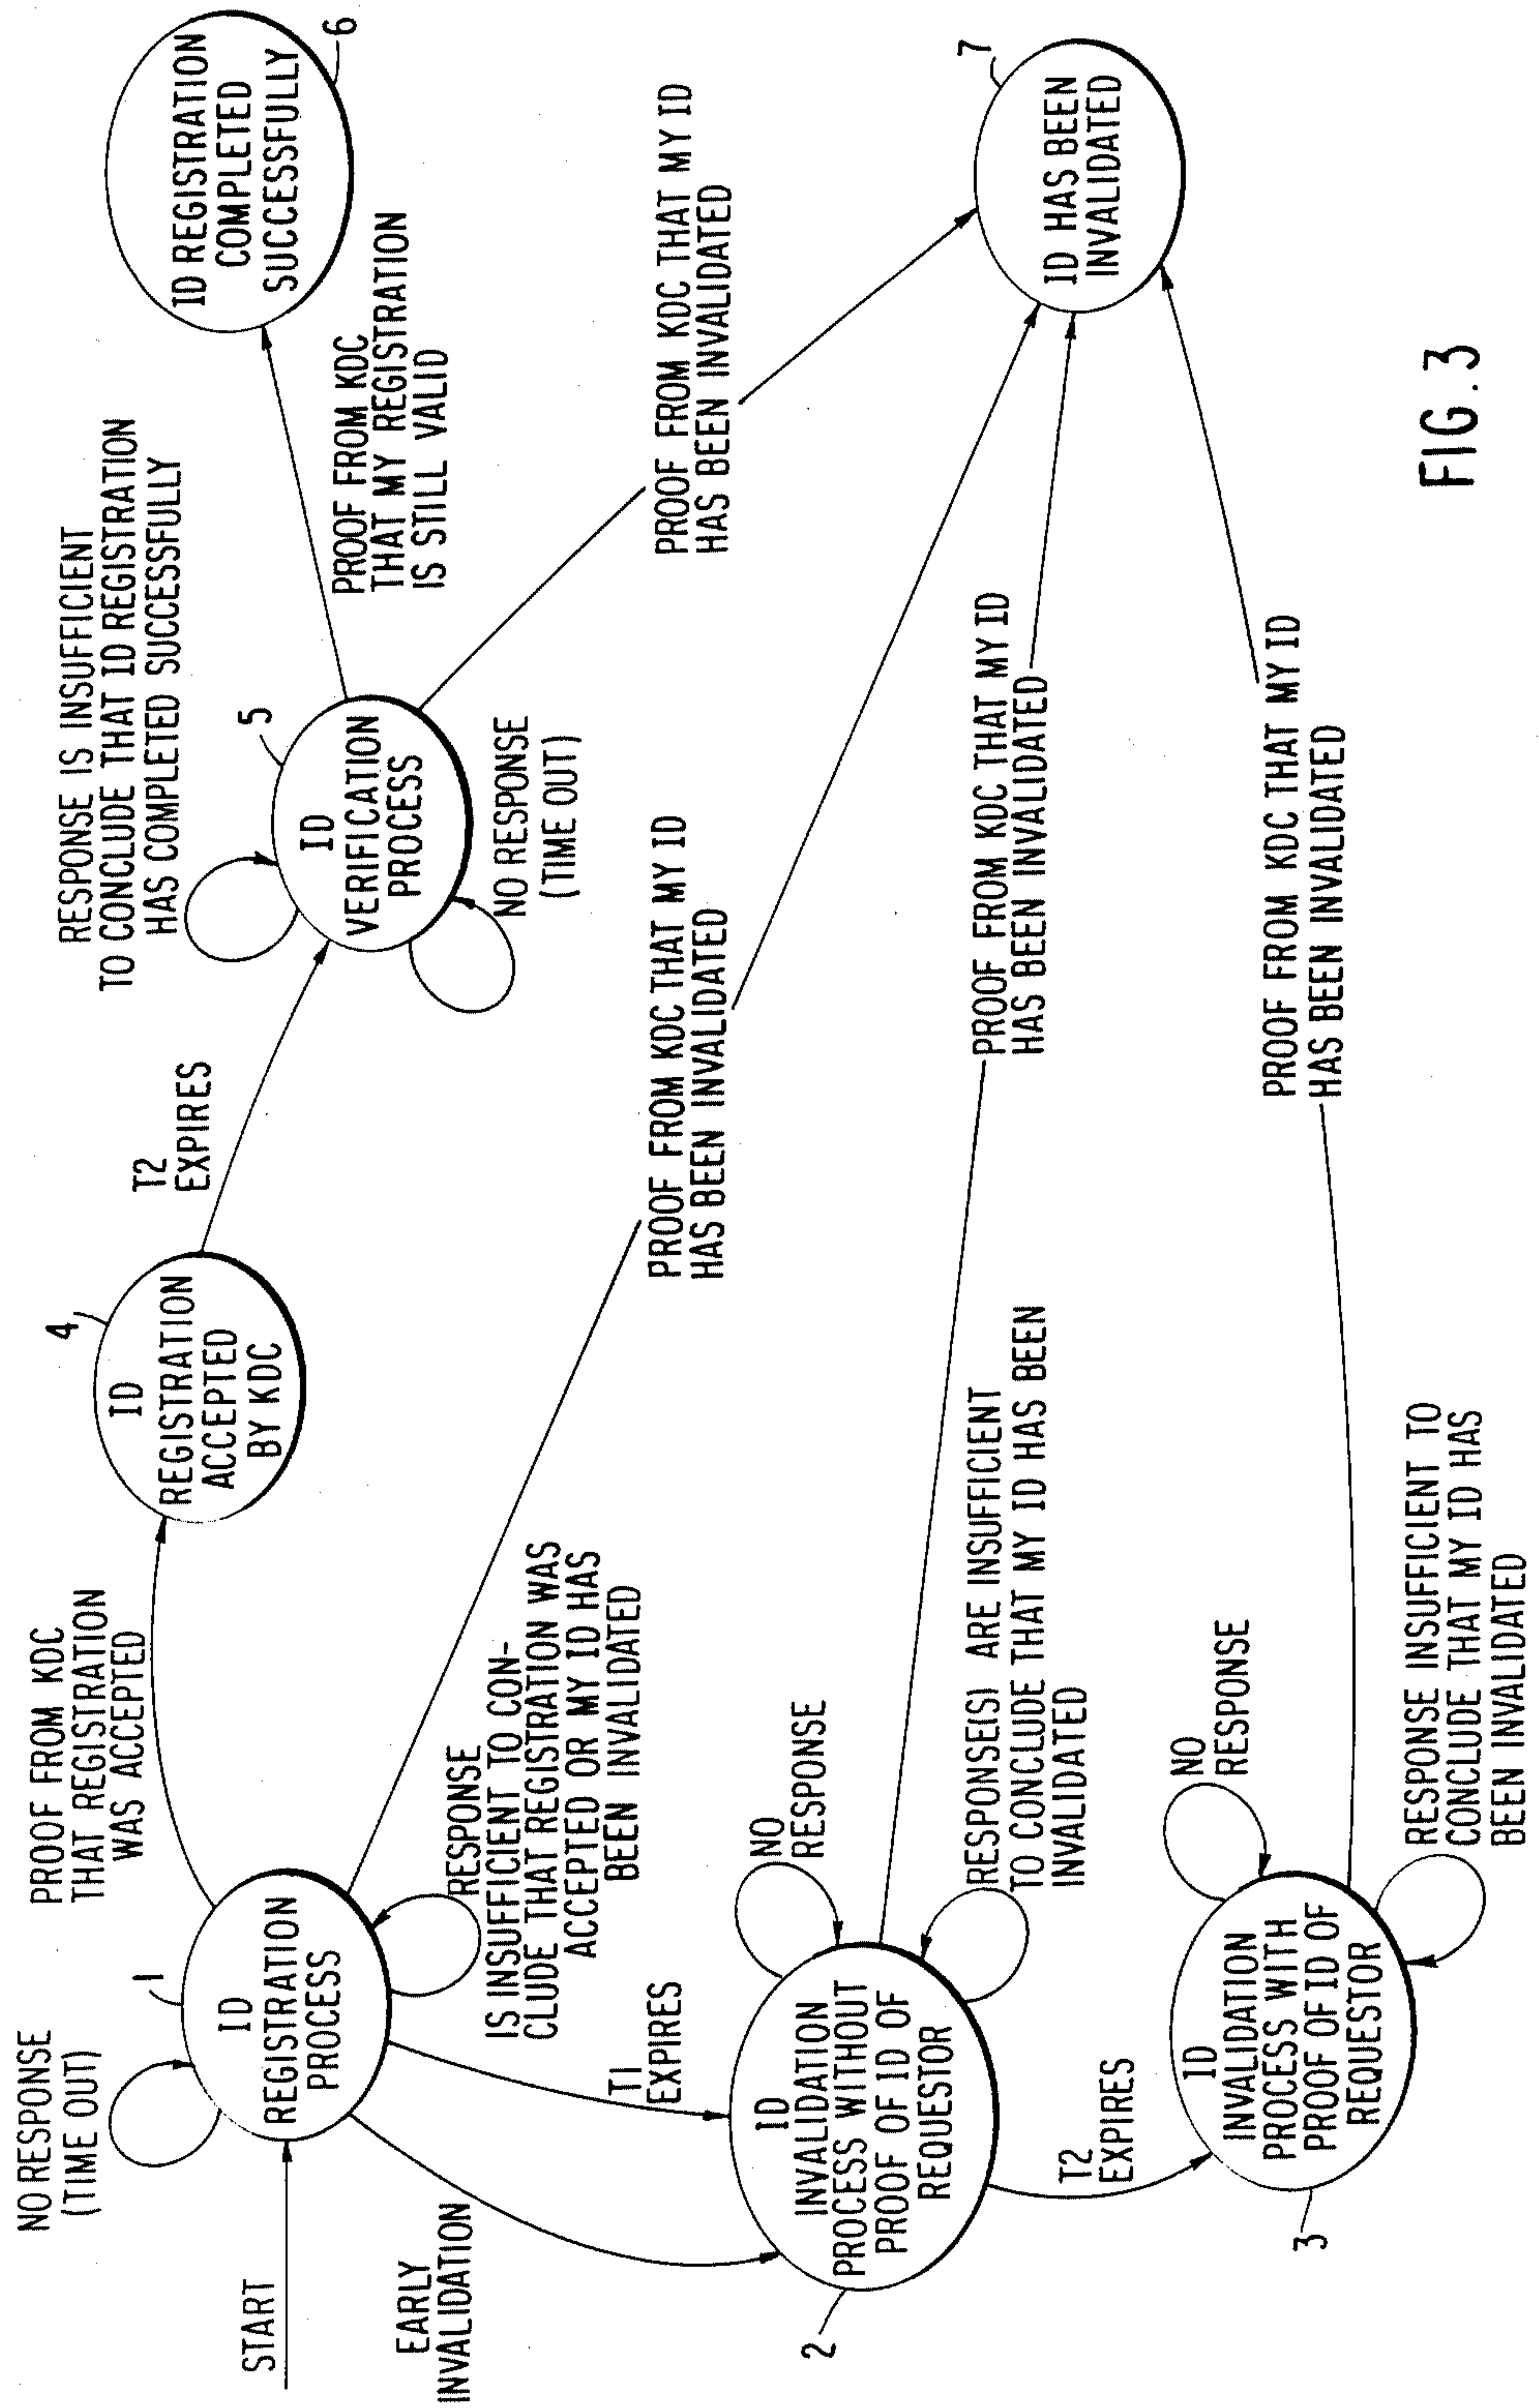 NO RESPONSE
(TIME OUT)
START
1
ID
REGISTRATION
PROCESS
PROOF FROM KDC
THAT REGISTRATION
WAS ACCEPTED
4
ID
REGISTRATION
ACCEPTED
BY KDC
T2
EXPIRES
RESPONSE IS INSUFFICIENT
TO CONCLUDE THAT ID REGISTRATION
HAS COMPLETED SUCCESSFULLY
5
ID
VERIFICATION
PROCESS
NO RESPONSE
(TIME OUT)
PROOF FROM KDC
THAT MY REGISTRATION
IS STILL VALID
ID REGISTRATION
COMPLETED
SUCCESSFULLY
6
EARLY
INVALIDATION
T1
EXPIRES
RESPONSE
IS INSUFFICIENT TO CON-
CLUDE THAT REGISTRATION WAS
ACCEPTED OR MY ID HAS
BEEN INVALIDATED
PROOF FROM KDC THAT MY ID
HAS BEEN INVALIDATED
PROOF FROM KDC THAT MY ID
HAS BEEN INVALIDATED
2
ID
INVALIDATION
PROCESS WITHOUT
PROOF OF ID OF
REQUESTOR
NO
RESPONSE
RESPONSE(S) ARE INSUFFICIENT
TO CONCLUDE THAT MY ID HAS BEEN
INVALIDATED
PROOF FROM KDC THAT MY ID
HAS BEEN INVALIDATED
7
ID HAS BEEN
INVALIDATED
T2
EXPIRES
3
ID
INVALIDATION
PROCESS WITH
PROOF OF ID OF
REQUESTOR
NO
RESPONSE
RESPONSE INSUFFICIENT TO
CONCLUDE THAT MY ID HAS
BEEN INVALIDATED
PROOF FROM KDC THAT MY ID
HAS BEEN INVALIDATED
FIG. 3